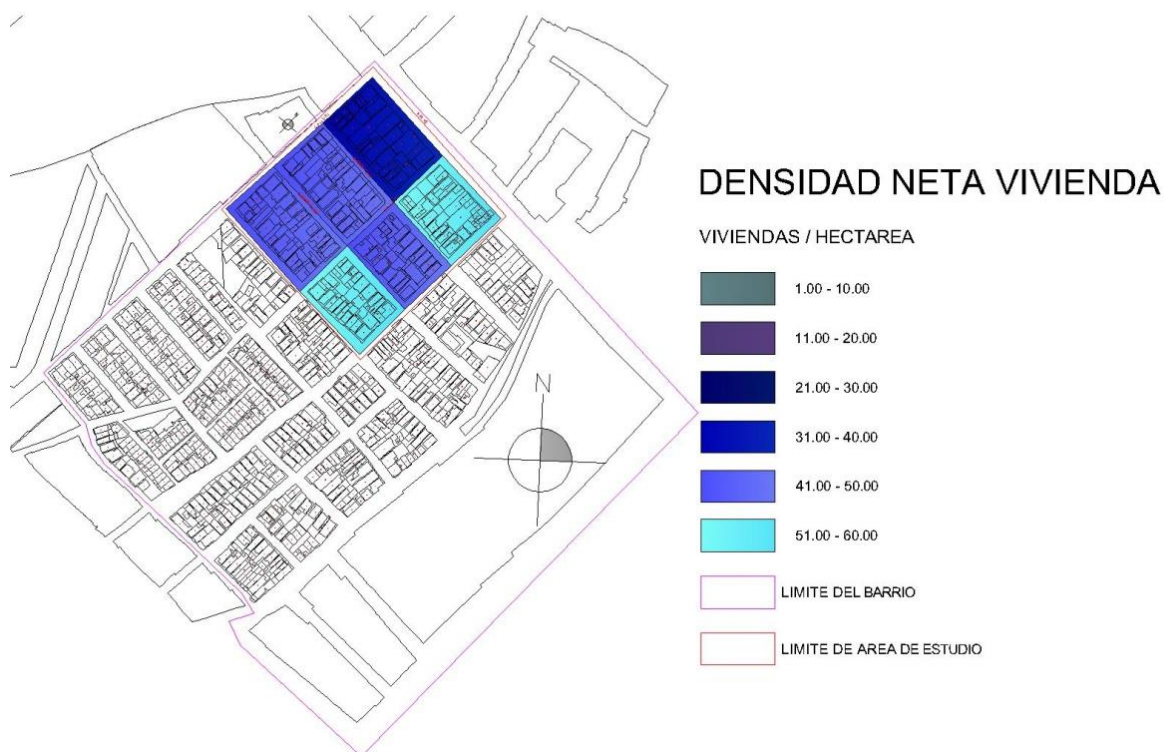 DENSIDAD NETA VIVIENDA
VIVIENDAS / HECTAREA
1.00 - 10.00
11.00 - 20.00
21.00 - 30.00
31.00 - 40.00
41.00 - 50.00
51.00 - 60.00
LIMITE DEL BARRIO
LIMITE DE AREA DE ESTUDIO
N